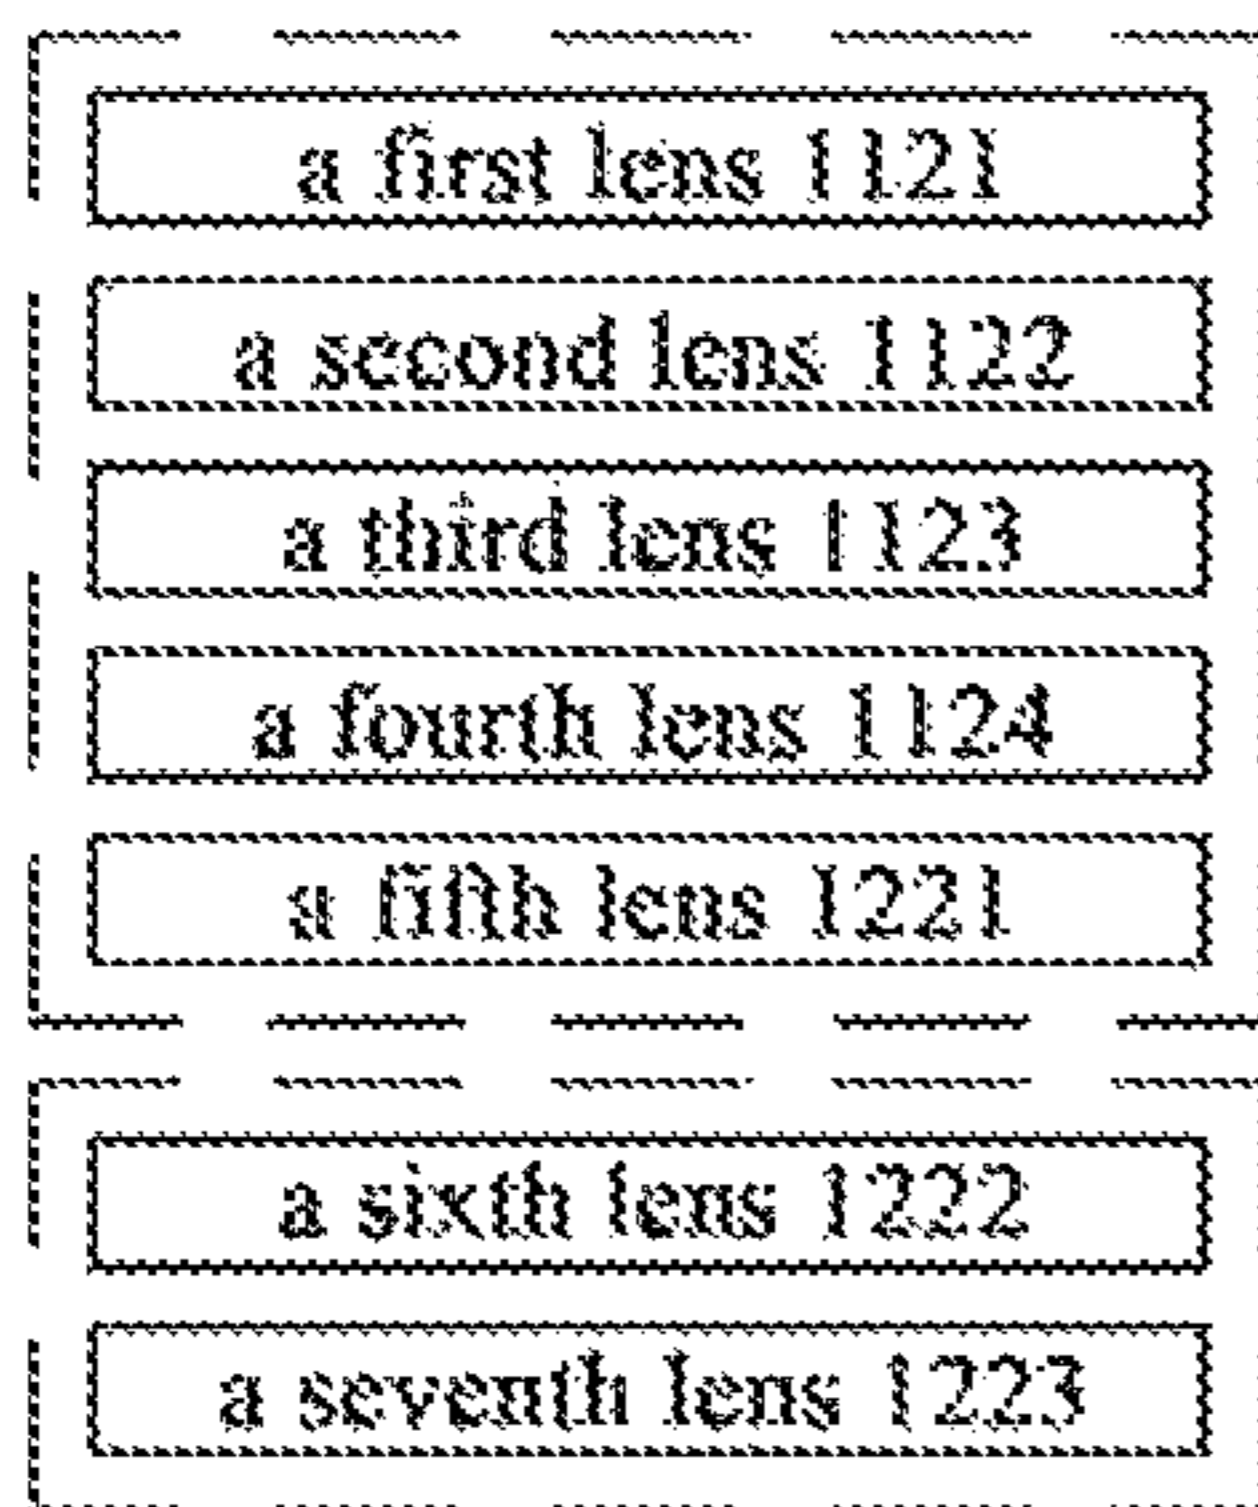 a first lens 1121
a second lens 1122
a third lens 1123
a fourth lens 1124
a fifth lens 1221
a sixth lens 1222
a seventh lens 1223